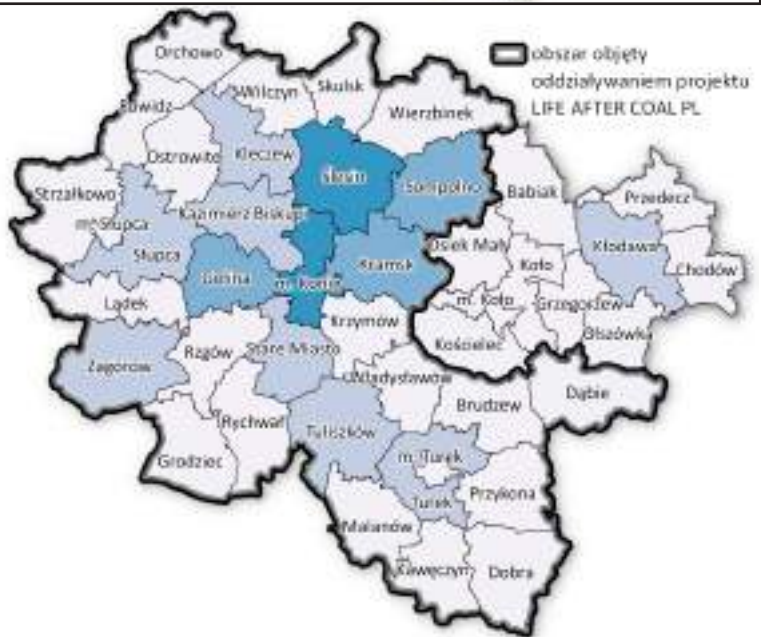 Orchowo
obszar objęty
oddziaływaniem projektu
LIFE AFTER COAL PL
Wilczyn
Skulsk
Powidz
Wierzbinek
Ostrowite
Kleczew
Ślesin
Sompolno
Babiak
Przedecz
Strzałkowo
m. Słupca
Kazimierz Biskupi
Słupca
Osiek Mały
Kłodawa
Golina
m. Konin
Kramsk
Koło
Chodów
Lądek
m. Koło
Grzegorzew
Krzymów
Olszówka
Kościelec
Zagórów
Rzgów
Stare Miasto
Władysławów
Dąbie
Rychwał
Brudzew
Tuliszków
Grodziec
m. Turek
Turek
Przykona
Malanów
Kawęczyn
Dobra